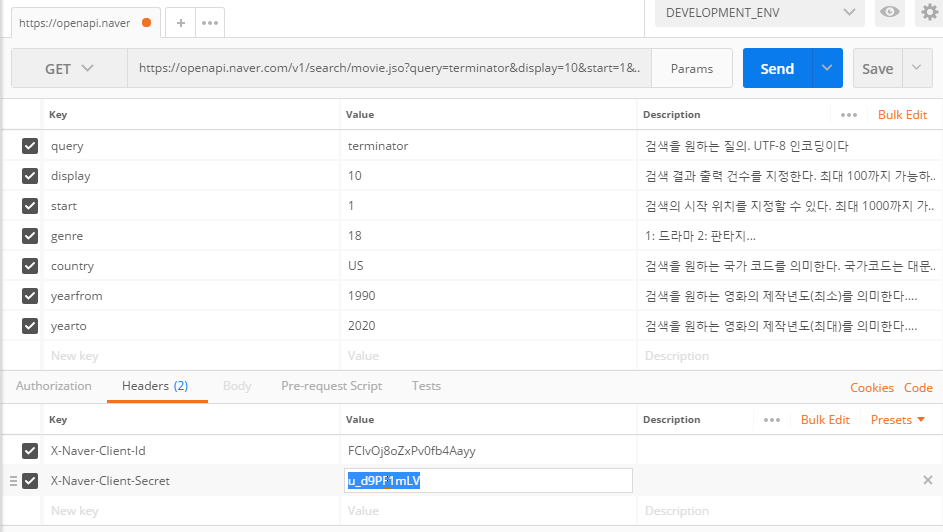 https://openapi.naver
DEVELOPMENT_ENV
GET https://openapi.naver.com/v1/search/movie.jso?query=terminator&display=10&start=1&.. Params Send Save
Key Value Description Bulk Edit
query terminator 검색을 원하는 질의. UTF-8 인코딩이다
display 10 검색 결과 출력 건수를 지정한다. 최대 100까지 가능하..
start 1 검색의 시작 위치를 지정할 수 있다. 최대 1000까지 가..
genre 18 1: 드라마 2: 판타지...
country US 검색을 원하는 국가 코드를 의미한다. 국가코드는 대문..
yearfrom 1990 검색을 원하는 영화의 제작년도(최소)를 의미한다....
yearto 2020 검색을 원하는 영화의 제작년도(최대)를 의미한다....
New key Value Description
Authorization Headers (2) Body Pre-request Script Tests Cookies Code
Key Value Description Bulk Edit Presets
X-Naver-Client-Id FClvOj8oZxPv0fb4Aayy
X-Naver-Client-Secret
New key Value Description